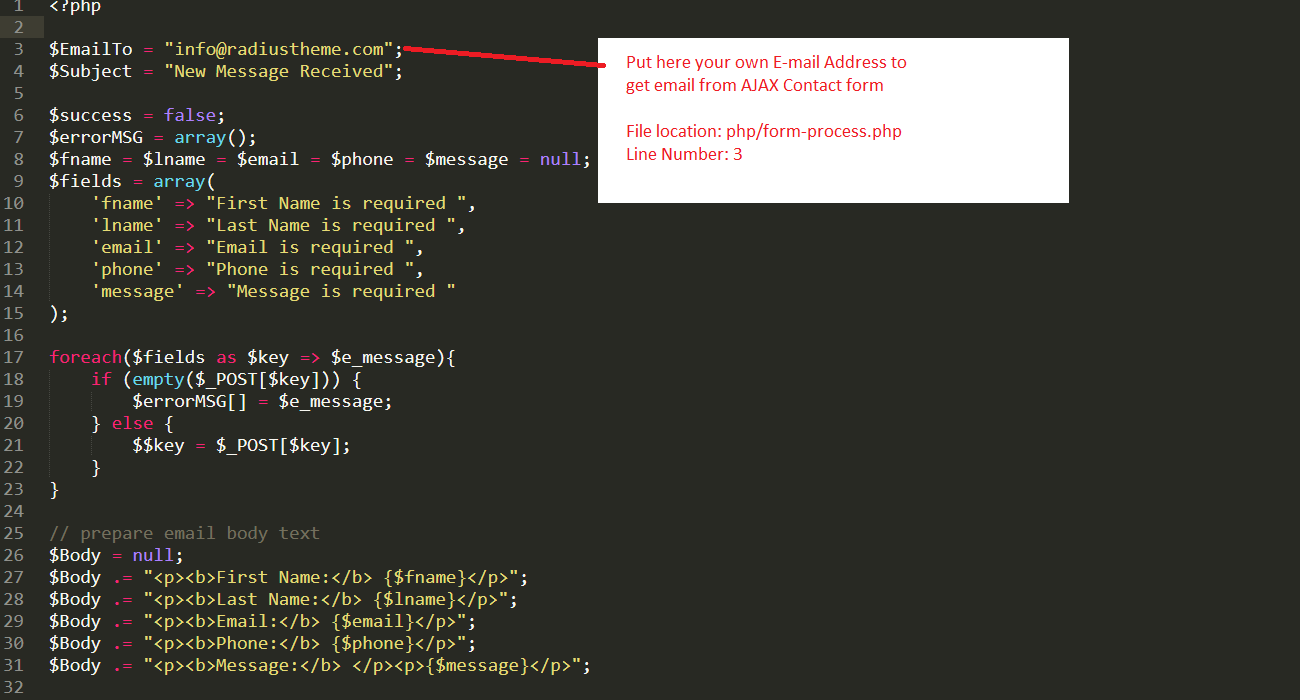 1 <?php
2
3 $EmailTo = "info@radiustheme.com";
4 $Subject = "New Message Received";
5
6 $success = false;
7 $errorMSG = array();
8 $fname = $lname = $email = $phone = $message = null;
9 $fields = array(
10     'fname' => "First Name is required ",
11     'lname' => "Last Name is required ",
12     'email' => "Email is required ",
13     'phone' => "Phone is required ",
14     'message' => "Message is required "
15 );
16
17 foreach($fields as $key => $e_message){
18     if (empty($_POST[$key])) {
19         $errorMSG[] = $e_message;
20     } else {
21         $$key = $_POST[$key];
22     }
23 }
24
25 // prepare email body text
26 $Body = null;
27 $Body .= "<p><b>First Name:</b> {$fname}</p>";
28 $Body .= "<p><b>Last Name:</b> {$lname}</p>";
29 $Body .= "<p><b>Email:</b> {$email}</p>";
30 $Body .= "<p><b>Phone:</b> {$phone}</p>";
31 $Body .= "<p><b>Message:</b> </p><p>{$message}</p>";
32
Put here your own E-mail Address to
get email from AJAX Contact form
File location: php/form-process.php
Line Number: 3